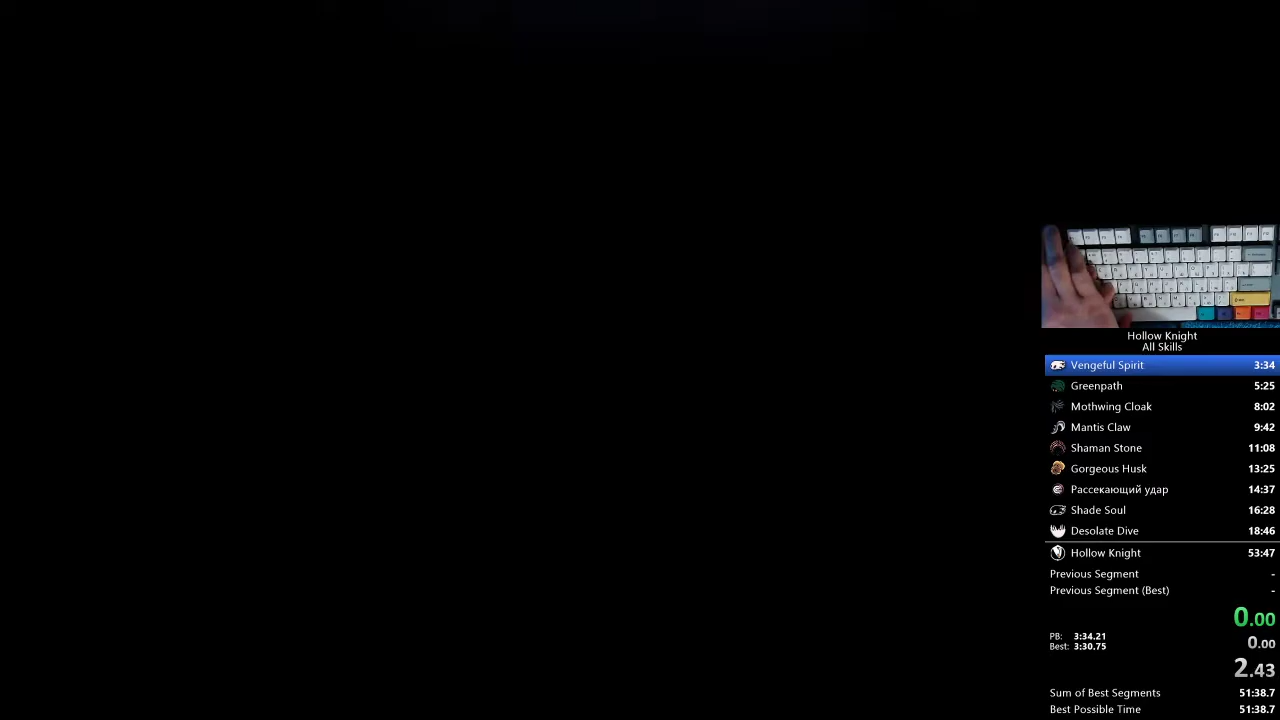 Hollow Knight
All Skills
Vengeful Spirit 3:34
Greenpath 5:25
Mothwing Cloak 8:02
Mantis Claw 9:42
Shaman Stone 11:08
Gorgeous Husk 13:25
Рассекающий удар 14:37
Shade Soul 16:28
Desolate Dive 18:46
Hollow Knight 53:47
Previous Segment -
Previous Segment (Best) -
0.00
PB: 3:34.21 0.00
Best: 3:30.75
2.43
Sum of Best Segments 51:38.7
Best Possible Time 51:38.7